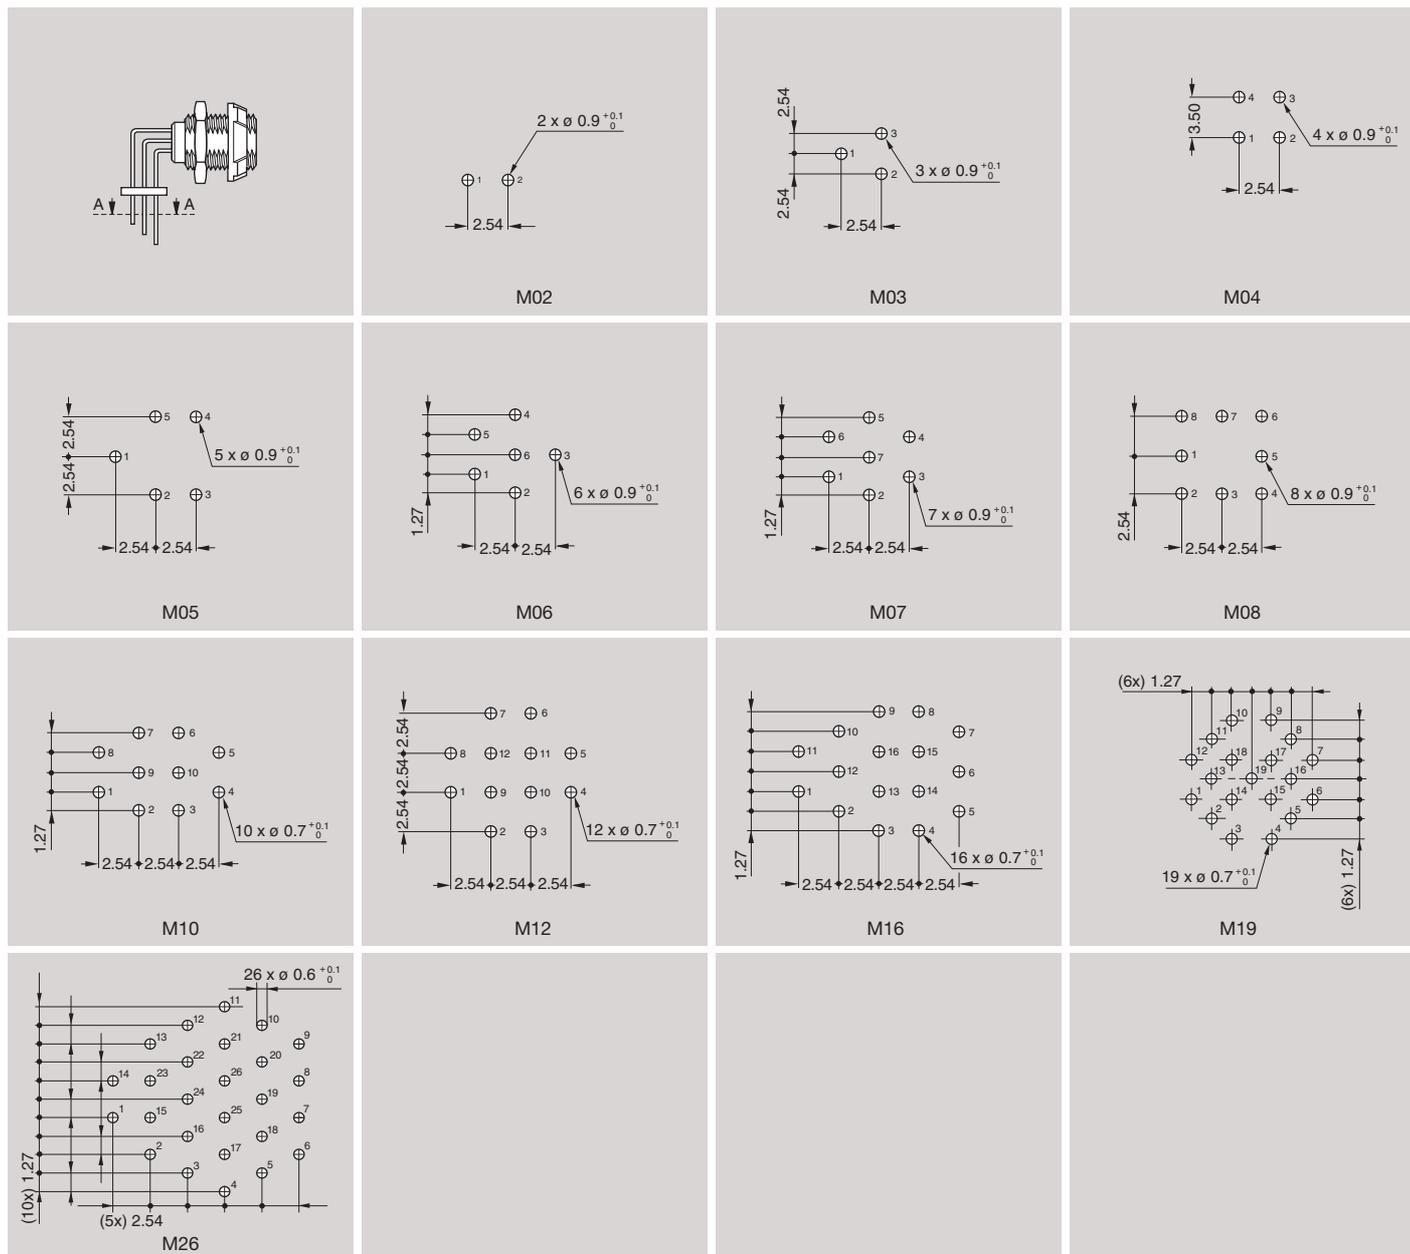 A A
2 x ø 0.9 +0.1 0
1 2
2.54
M02
2.54
2.54
3
1
2
3 x ø 0.9 +0.1 0
2.54
M03
3.50
4 3
1 2
4 x ø 0.9 +0.1 0
2.54
M04
2.54
2.54
5 4
1
2 3
5 x ø 0.9 +0.1 0
2.54 2.54
M05
4
5
6 3
1
2
6 x ø 0.9 +0.1 0
1.27
2.54 2.54
M06
5
6 4
7
1 3
2
7 x ø 0.9 +0.1 0
1.27
2.54 2.54
M07
8 7 6
1 5
2 3 4
8 x ø 0.9 +0.1 0
2.54
2.54 2.54
M08
7 6
8 5
9 10
1 4
2 3
10 x ø 0.7 +0.1 0
1.27
2.54 2.54 2.54
M10
2.54
2.54
2.54
7 6
8 12 11 5
1 9 10 4
2 3
12 x ø 0.7 +0.1 0
2.54 2.54 2.54
M12
9 8
10 7
11 16 15
12 6
1 13 14
2 5
3 4
16 x ø 0.7 +0.1 0
1.27
2.54 2.54 2.54 2.54
M16
(6x) 1.27
10 9
11 8
12 18 17 7
13 19 16
1 14 15 6
2 5
3 4
19 x ø 0.7 +0.1 0
(6x) 1.27
M19
26 x ø 0.6 +0.1 0
11
12 10
13 21 9
22 20
14 23 26 8
24 19
1 15 25 7
16 18
2 17 6
3 5
4
(10x) 1.27
(5x) 2.54
M26